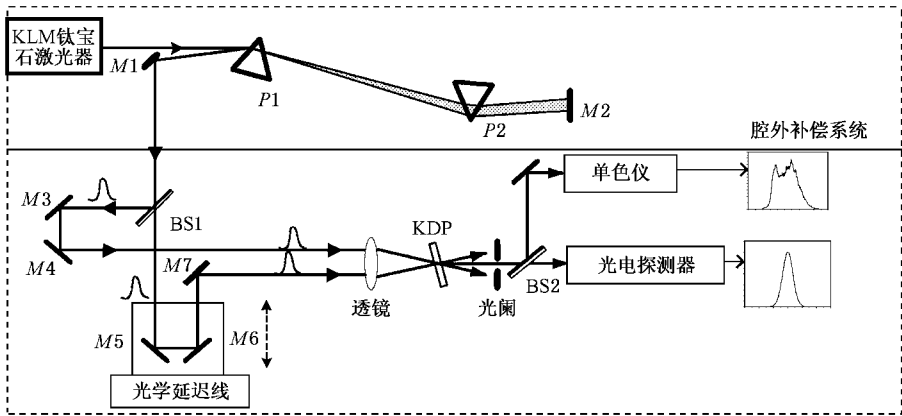 KLM钛宝
石激光器
M1
P1
P2
M2
腔外补偿系统
单色仪
M3
BS1
KDP
M4
M7
BS2
光电探测器
透镜
光阑
M5
M6
光学延迟线